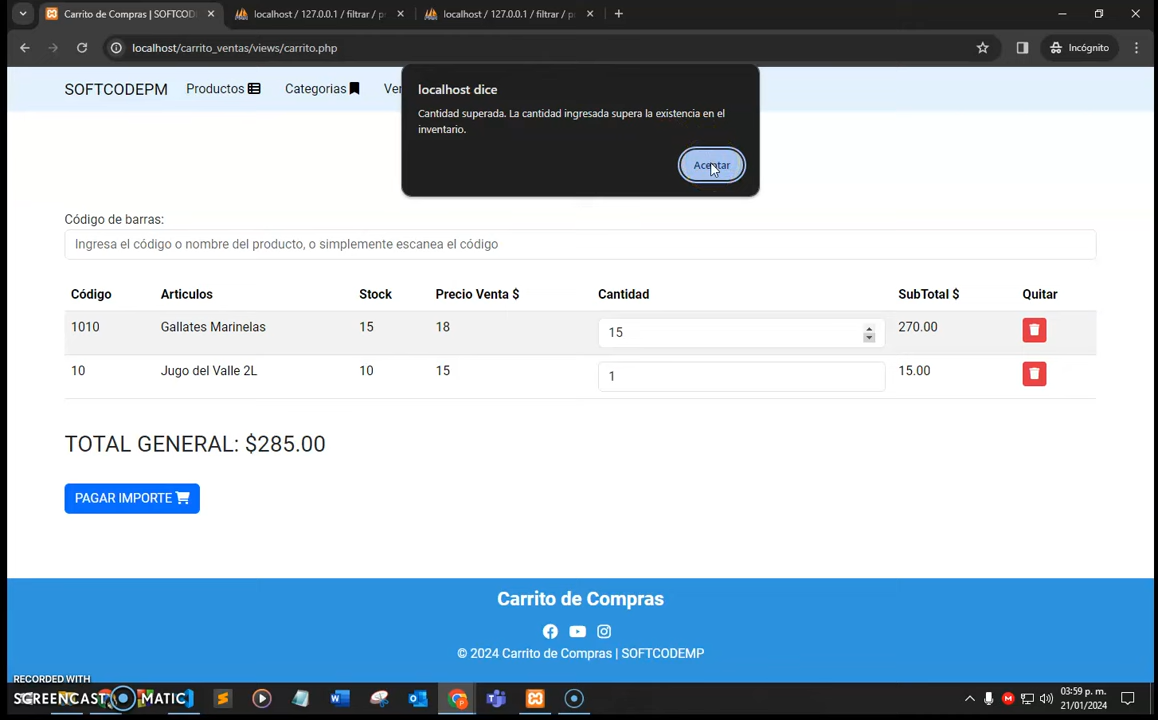 Carrito de Compras | SOFTCOD
localhost / 127.0.0.1 / filtrar / p
localhost / 127.0.0.1 / filtrar / p
localhost/carrito_ventas/views/carrito.php
Incógnito
SOFTCODEPM
Productos
Categorias
Ver
localhost dice
Cantidad superada. La cantidad ingresada supera la existencia en el
inventario.
Aceptar
Código de barras:
Ingresa el código o nombre del producto, o simplemente escanea el código
Código Articulos Stock Precio Venta $ Cantidad SubTotal $ Quitar
1010 Gallates Marinelas 15 18 15 270.00
10 Jugo del Valle 2L 10 15 1 15.00
TOTAL GENERAL: $285.00
PAGAR IMPORTE
Carrito de Compras
© 2024 Carrito de Compras | SOFTCODEMP
RECORDED WITH
SCREENCAST MATIC
03:59 p. m.
21/01/2024